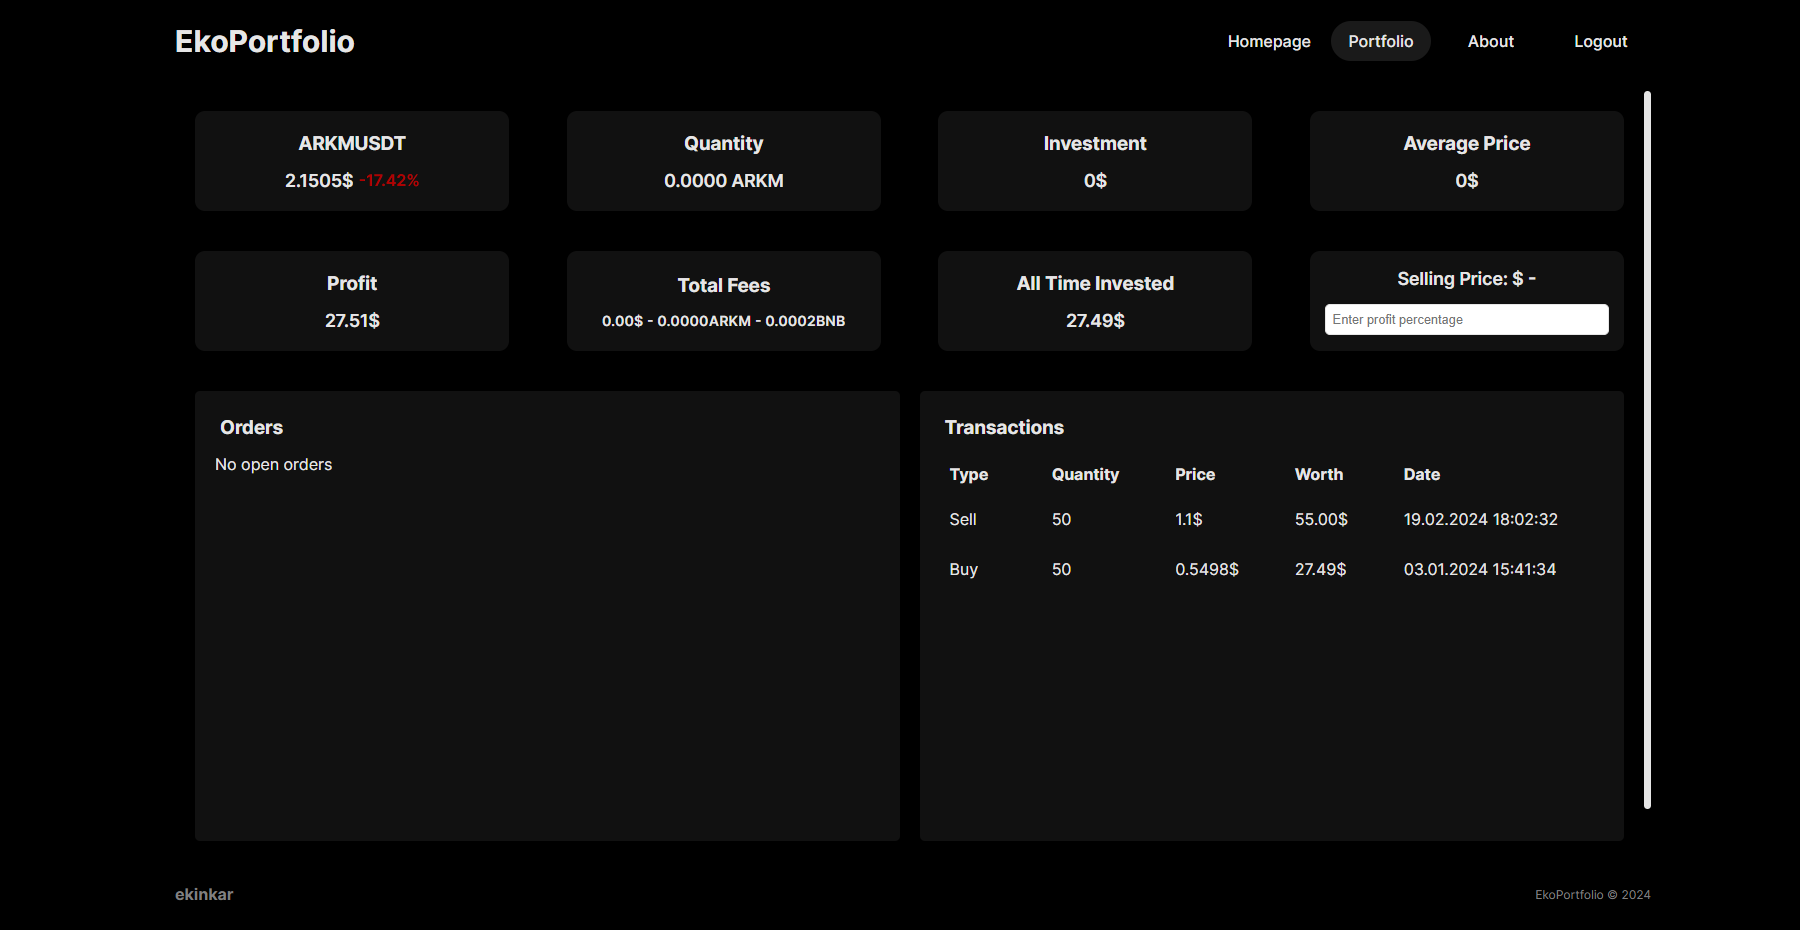 EkoPortfolio
Homepage Portfolio About Logout
ARKMUSDT
2.1505$ -17.42%
Quantity
0.0000 ARKM
Investment
0$
Average Price
0$
Profit
27.51$
Total Fees
0.00$ - 0.0000ARKM - 0.0002BNB
All Time Invested
27.49$
Selling Price: $ -
Enter profit percentage
Orders
No open orders
Transactions
Type Quantity Price Worth Date
Sell 50 1.1$ 55.00$ 19.02.2024 18:02:32
Buy 50 0.5498$ 27.49$ 03.01.2024 15:41:34
ekinkar
EkoPortfolio © 2024